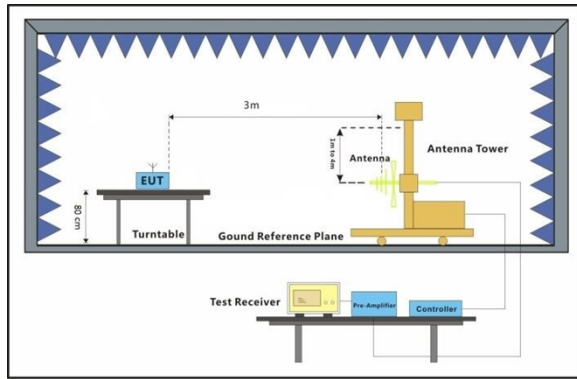 3m
1m to 4m
Antenna
Antenna Tower
EUT
80 cm
Turntable
Gound Reference Plane
Test Receiver
Pre-Amplifier
Controller